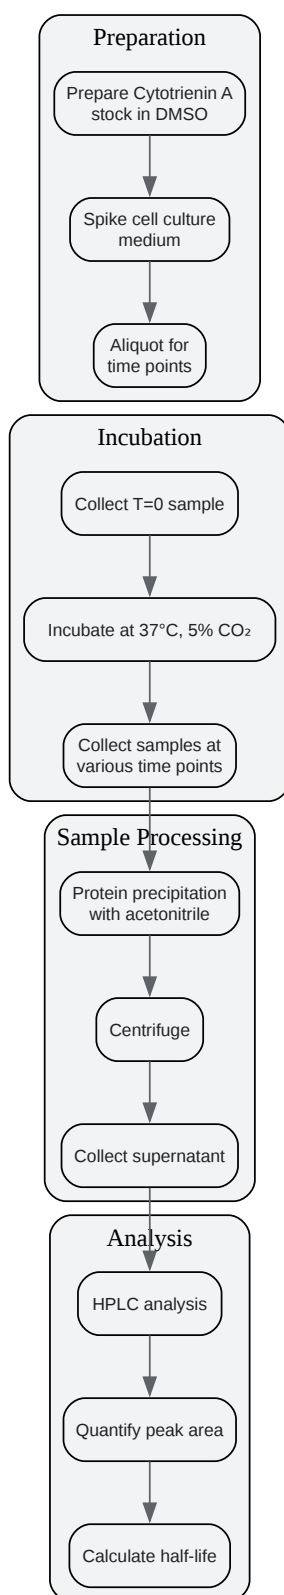 Preparation
Prepare Cytotrienin A
stock in DMSO
Spike cell culture
medium
Aliquot for
time points
Incubation
Collect T=0 sample
Incubate at 37°C, 5% CO₂
Collect samples at
various time points
Sample Processing
Protein precipitation
with acetonitrile
Centrifuge
Collect supernatant
Analysis
HPLC analysis
Quantify peak area
Calculate half-life